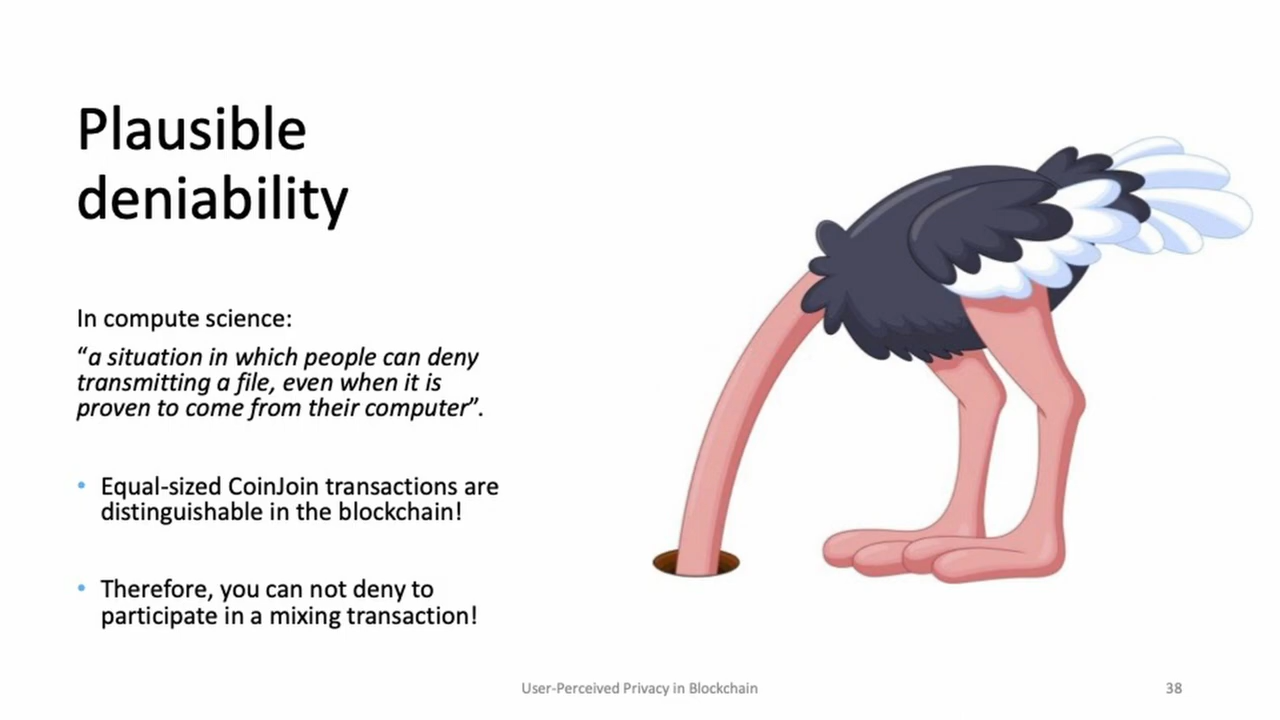 Plausible
deniability
In compute science:
“a situation in which people can deny
transmitting a file, even when it is
proven to come from their computer”.
• Equal-sized CoinJoin transactions are
distinguishable in the blockchain!
• Therefore, you can not deny to
participate in a mixing transaction!
User-Perceived Privacy in Blockchain
38